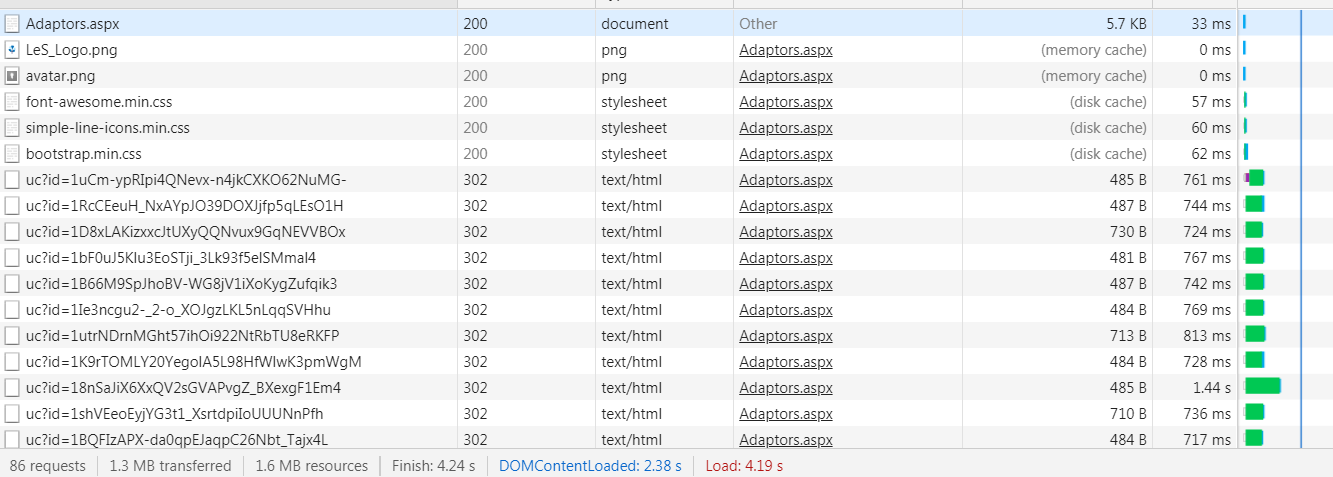 Adaptors.aspx 200 document Other 5.7 KB 33 ms
LeS_Logo.png 200 png Adaptors.aspx (memory cache) 0 ms
avatar.png 200 png Adaptors.aspx (memory cache) 0 ms
font-awesome.min.css 200 stylesheet Adaptors.aspx (disk cache) 57 ms
simple-line-icons.min.css 200 stylesheet Adaptors.aspx (disk cache) 60 ms
bootstrap.min.css 200 stylesheet Adaptors.aspx (disk cache) 62 ms
uc?id=1uCm-ypRIpi4QNevx-n4jkCXKO62NuMG- 302 text/html Adaptors.aspx 485 B 761 ms
uc?id=1RcCEeuH_NxAYpJO39DOXJjfp5qLEsO1H 302 text/html Adaptors.aspx 487 B 744 ms
uc?id=1D8xLAKizxxcJtUXyQQNvux9GqNEVVBOx 302 text/html Adaptors.aspx 730 B 724 ms
uc?id=1bF0uJ5KIu3EoSTji_3Lk93f5eISMmaI4 302 text/html Adaptors.aspx 481 B 767 ms
uc?id=1B66M9SpJhoBV-WG8jV1iXoKygZufqik3 302 text/html Adaptors.aspx 487 B 742 ms
uc?id=1Ie3ncgu2-_2-o_XOJgzLKL5nLqqSVHhu 302 text/html Adaptors.aspx 484 B 769 ms
uc?id=1utrNDrnMGht57ihOi922NtRbTU8eRKFP 302 text/html Adaptors.aspx 713 B 813 ms
uc?id=1K9rTOMLY20YegoIA5L98HfWIwK3pmWgM 302 text/html Adaptors.aspx 484 B 728 ms
uc?id=18nSaJiX6XxQV2sGVAPvgZ_BXexgF1Em4 302 text/html Adaptors.aspx 485 B 1.44 s
uc?id=1shVEeoEyjYG3t1_XsrtdpiIoUUUNnPfh 302 text/html Adaptors.aspx 710 B 736 ms
uc?id=1BQFIzAPX-da0qpEJaqpC26Nbt_Tajx4L 302 text/html Adaptors.aspx 484 B 717 ms
86 requests 1.3 MB transferred 1.6 MB resources Finish: 4.24 s DOMContentLoaded: 2.38 s Load: 4.19 s